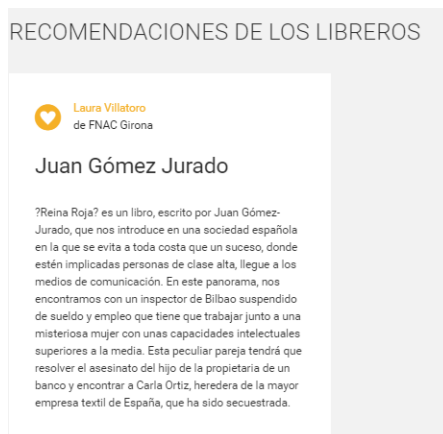 RECOMENDACIONES DE LOS LIBREROS
Laura Villatoro
de FNAC Girona
Juan Gómez Jurado
?Reina Roja? es un libro, escrito por Juan Gómez-
Jurado, que nos introduce en una sociedad española
en la que se evita a toda costa que un suceso, donde
estén implicadas personas de clase alta, llegue a los
medios de comunicación. En este panorama, nos
encontramos con un inspector de Bilbao suspendido
de sueldo y empleo que tiene que trabajar junto a una
misteriosa mujer con unas capacidades intelectuales
superiores a la media. Esta peculiar pareja tendrá que
resolver el asesinato del hijo de la propietaria de un
banco y encontrar a Carla Ortiz, heredera de la mayor
empresa textil de España, que ha sido secuestrada.